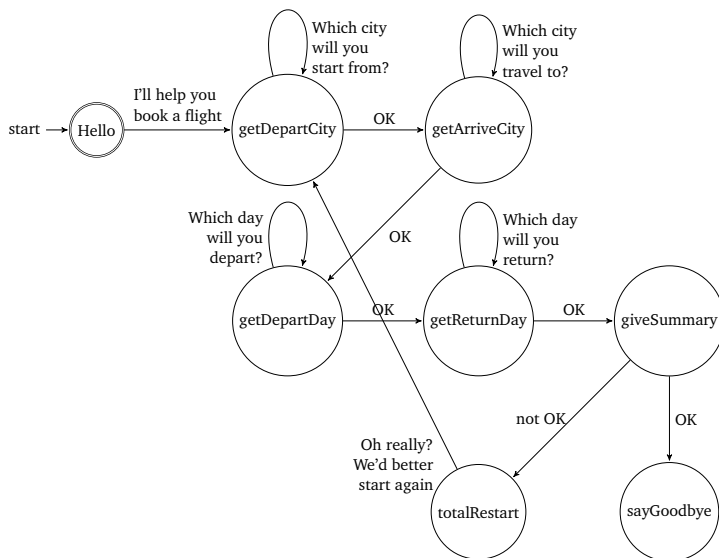 Which city
will you
start from?
Which city
will you
travel to?
I'll help you
book a flight
start
Hello
getDepartCity
OK
getArriveCity
OK
Which day
will you
depart?
Which day
will you
return?
getDepartDay
OK
getReturnDay
OK
giveSummary
not OK
OK
Oh really?
We'd better
start again
totalRestart
sayGoodbye